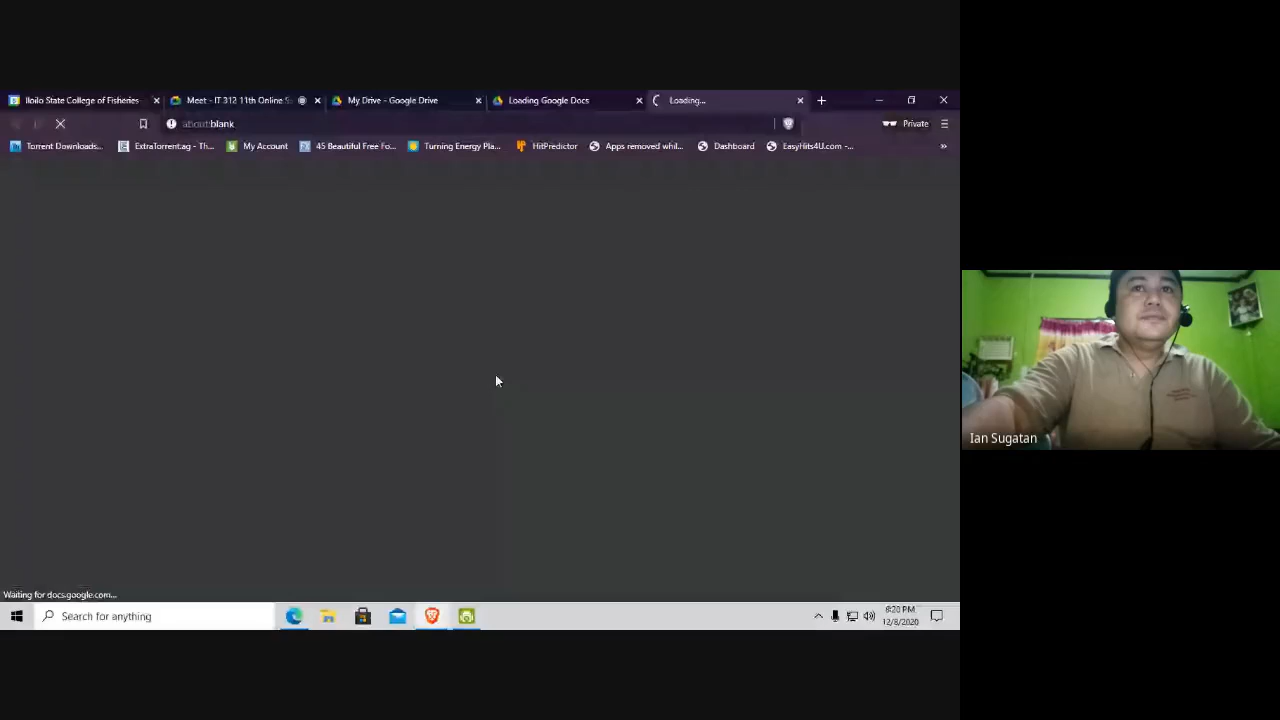 Iloilo State College of Fisheries
Meet - IT 312 11th Online S
My Drive - Google Drive
Loading Google Docs
Loading...
about:blank
Private
Torrent Downloads...
ExtraTorrent.ag - Th...
My Account
45 Beautiful Free Fo...
Turning Energy Pla...
HitPredictor
Apps removed whil...
Dashboard
EasyHits4U.com -...
»
Ian Sugatan
Waiting for docs.google.com...
Search for anything
8:20 PM
12/8/2020